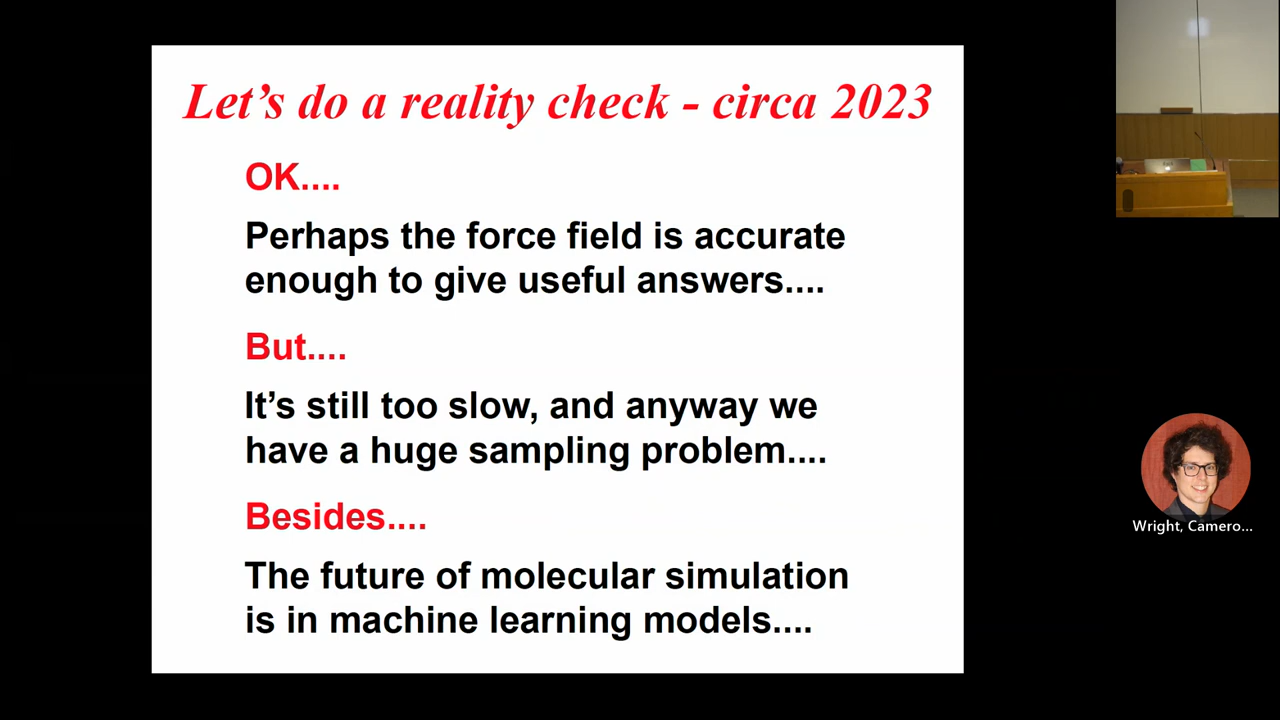 Let's do a reality check - circa 2023
OK....
Perhaps the force field is accurate
enough to give useful answers....
But....
It's still too slow, and anyway we
have a huge sampling problem....
Besides....
The future of molecular simulation
is in machine learning models....
Wright, Camero...